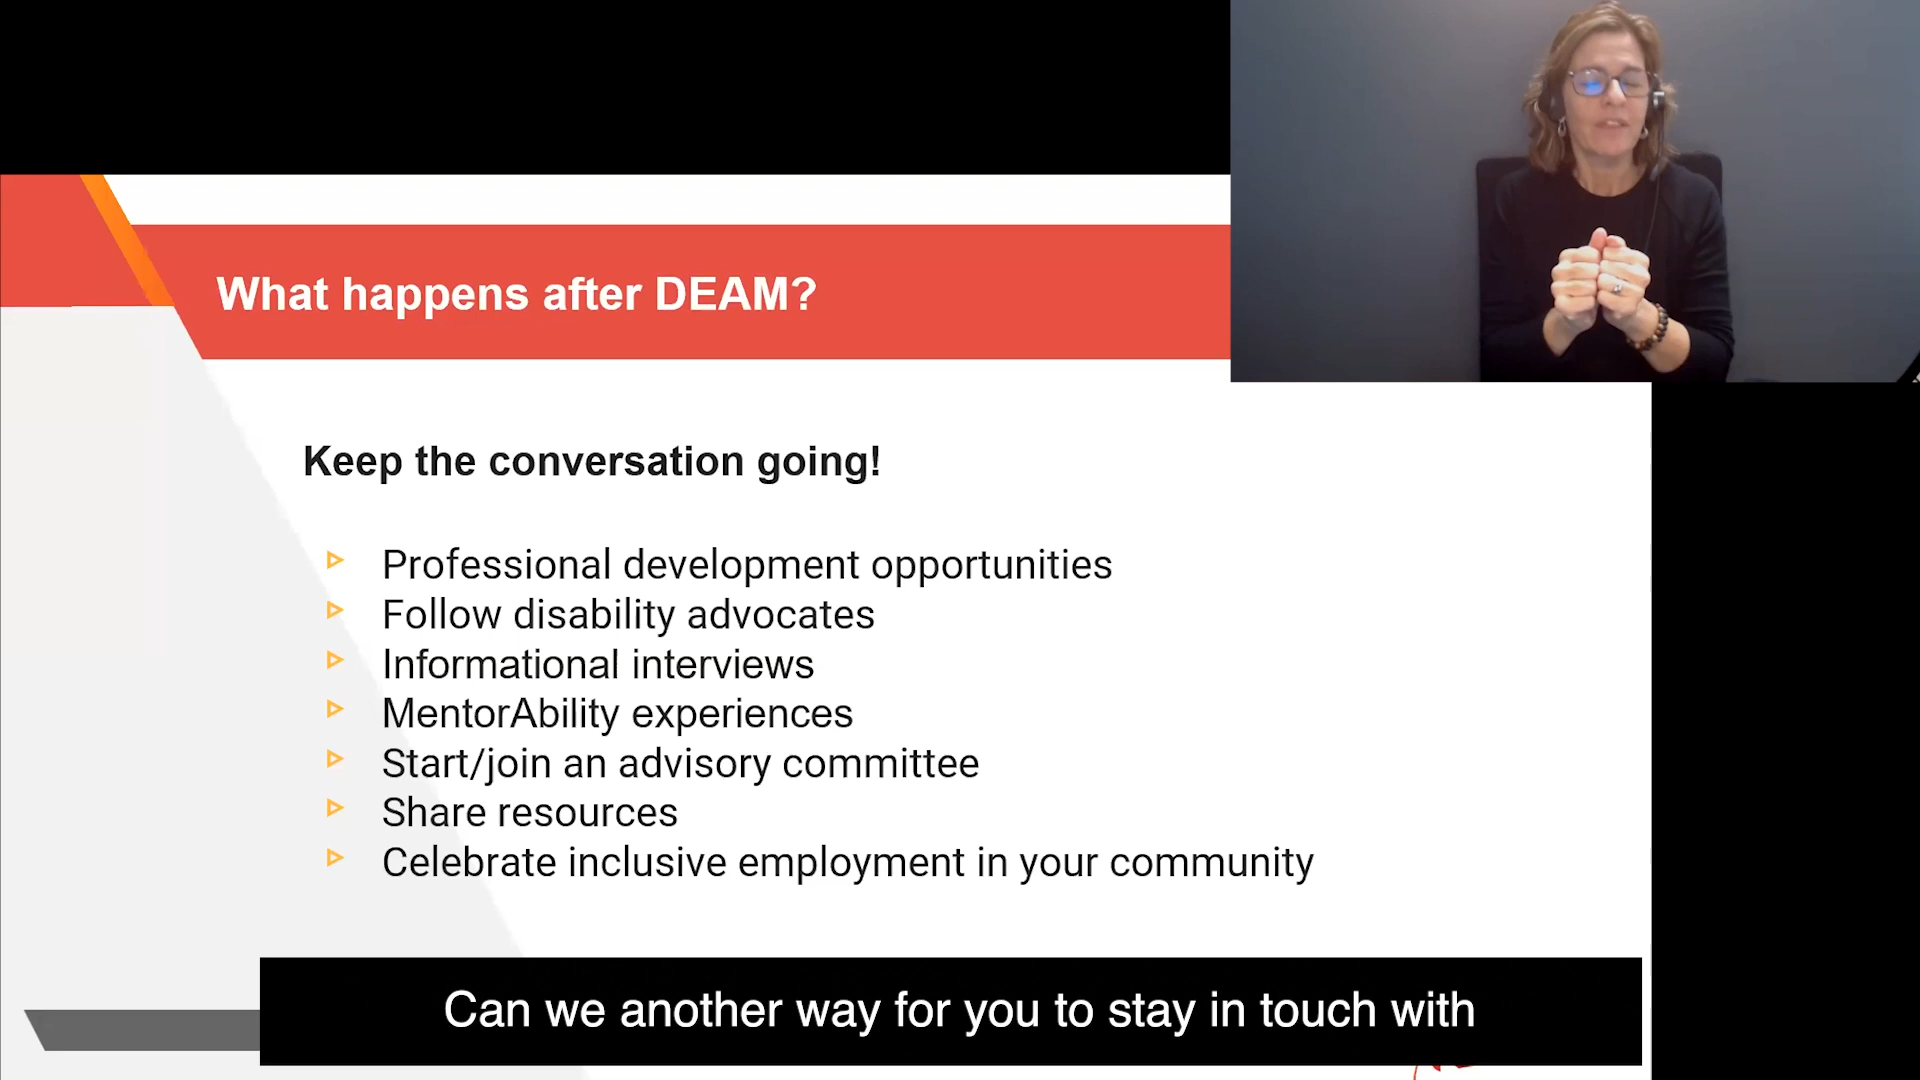 What happens after DEAM?
Keep the conversation going!
Professional development opportunities
Follow disability advocates
Informational interviews
MentorAbility experiences
Start/join an advisory committee
Share resources
Celebrate inclusive employment in your community
Can we another way for you to stay in touch with